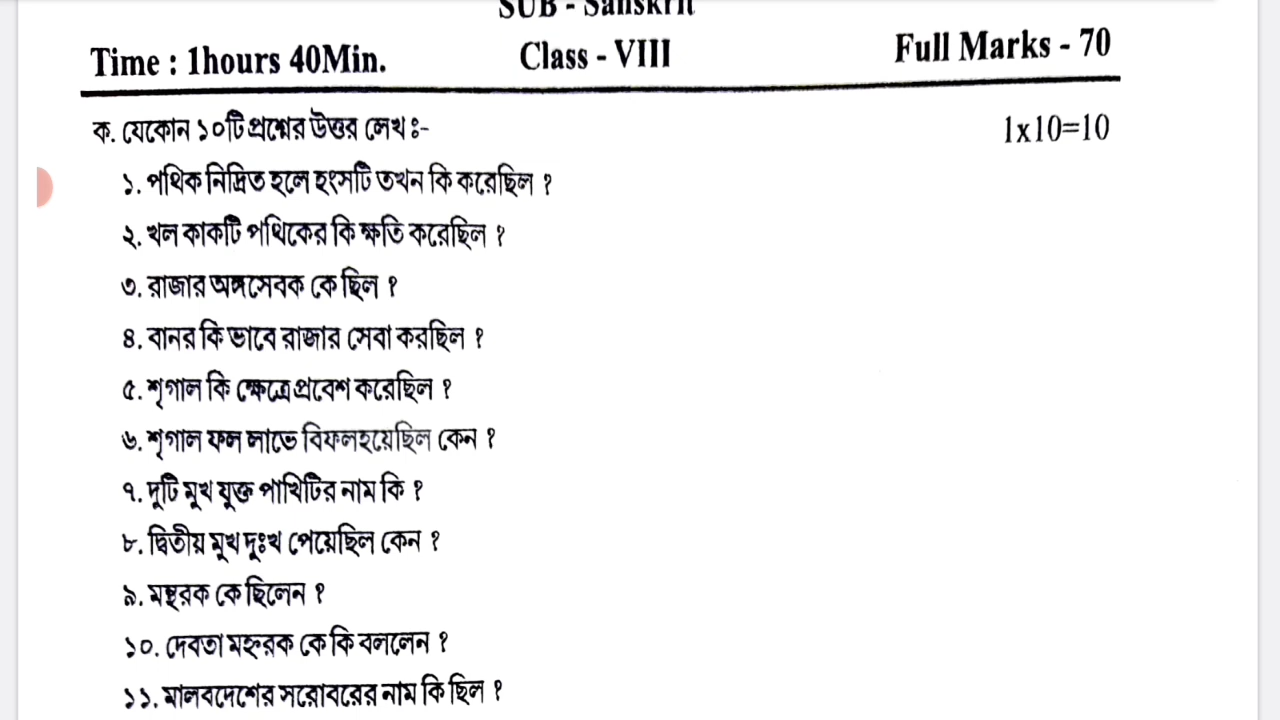 SUB - Sanskrit
Time : 1hours 40Min.
Class - VIII
Full Marks - 70
ক. যেকোন ১০টি প্রশ্নের উত্তর লেখ ঃ-
1x10=10
১. পথিক নিদ্রিত হলে হংসটি তখন কি করেছিল ?
২. খল কাকটি পথিকের কি ক্ষতি করেছিল ?
৩. রাজার অঙ্গসেবক কে ছিল ?
৪. বানর কি ভাবে রাজার সেবা করছিল ?
৫. শৃগাল কি ক্ষেত্রে প্রবেশ করেছিল ?
৬. শৃগাল ফল লাভে বিফলহয়েছিল কেন ?
৭. দুটি মুখ যুক্ত পাখিটির নাম কি ?
৮. দ্বিতীয় মুখ দুঃখ পেয়েছিল কেন ?
৯. মন্থরক কে ছিলেন ?
১০. দেবতা মন্থরক কে কি বললেন ?
১১. মালবদেশের সরোবরের নাম কি ছিল ?